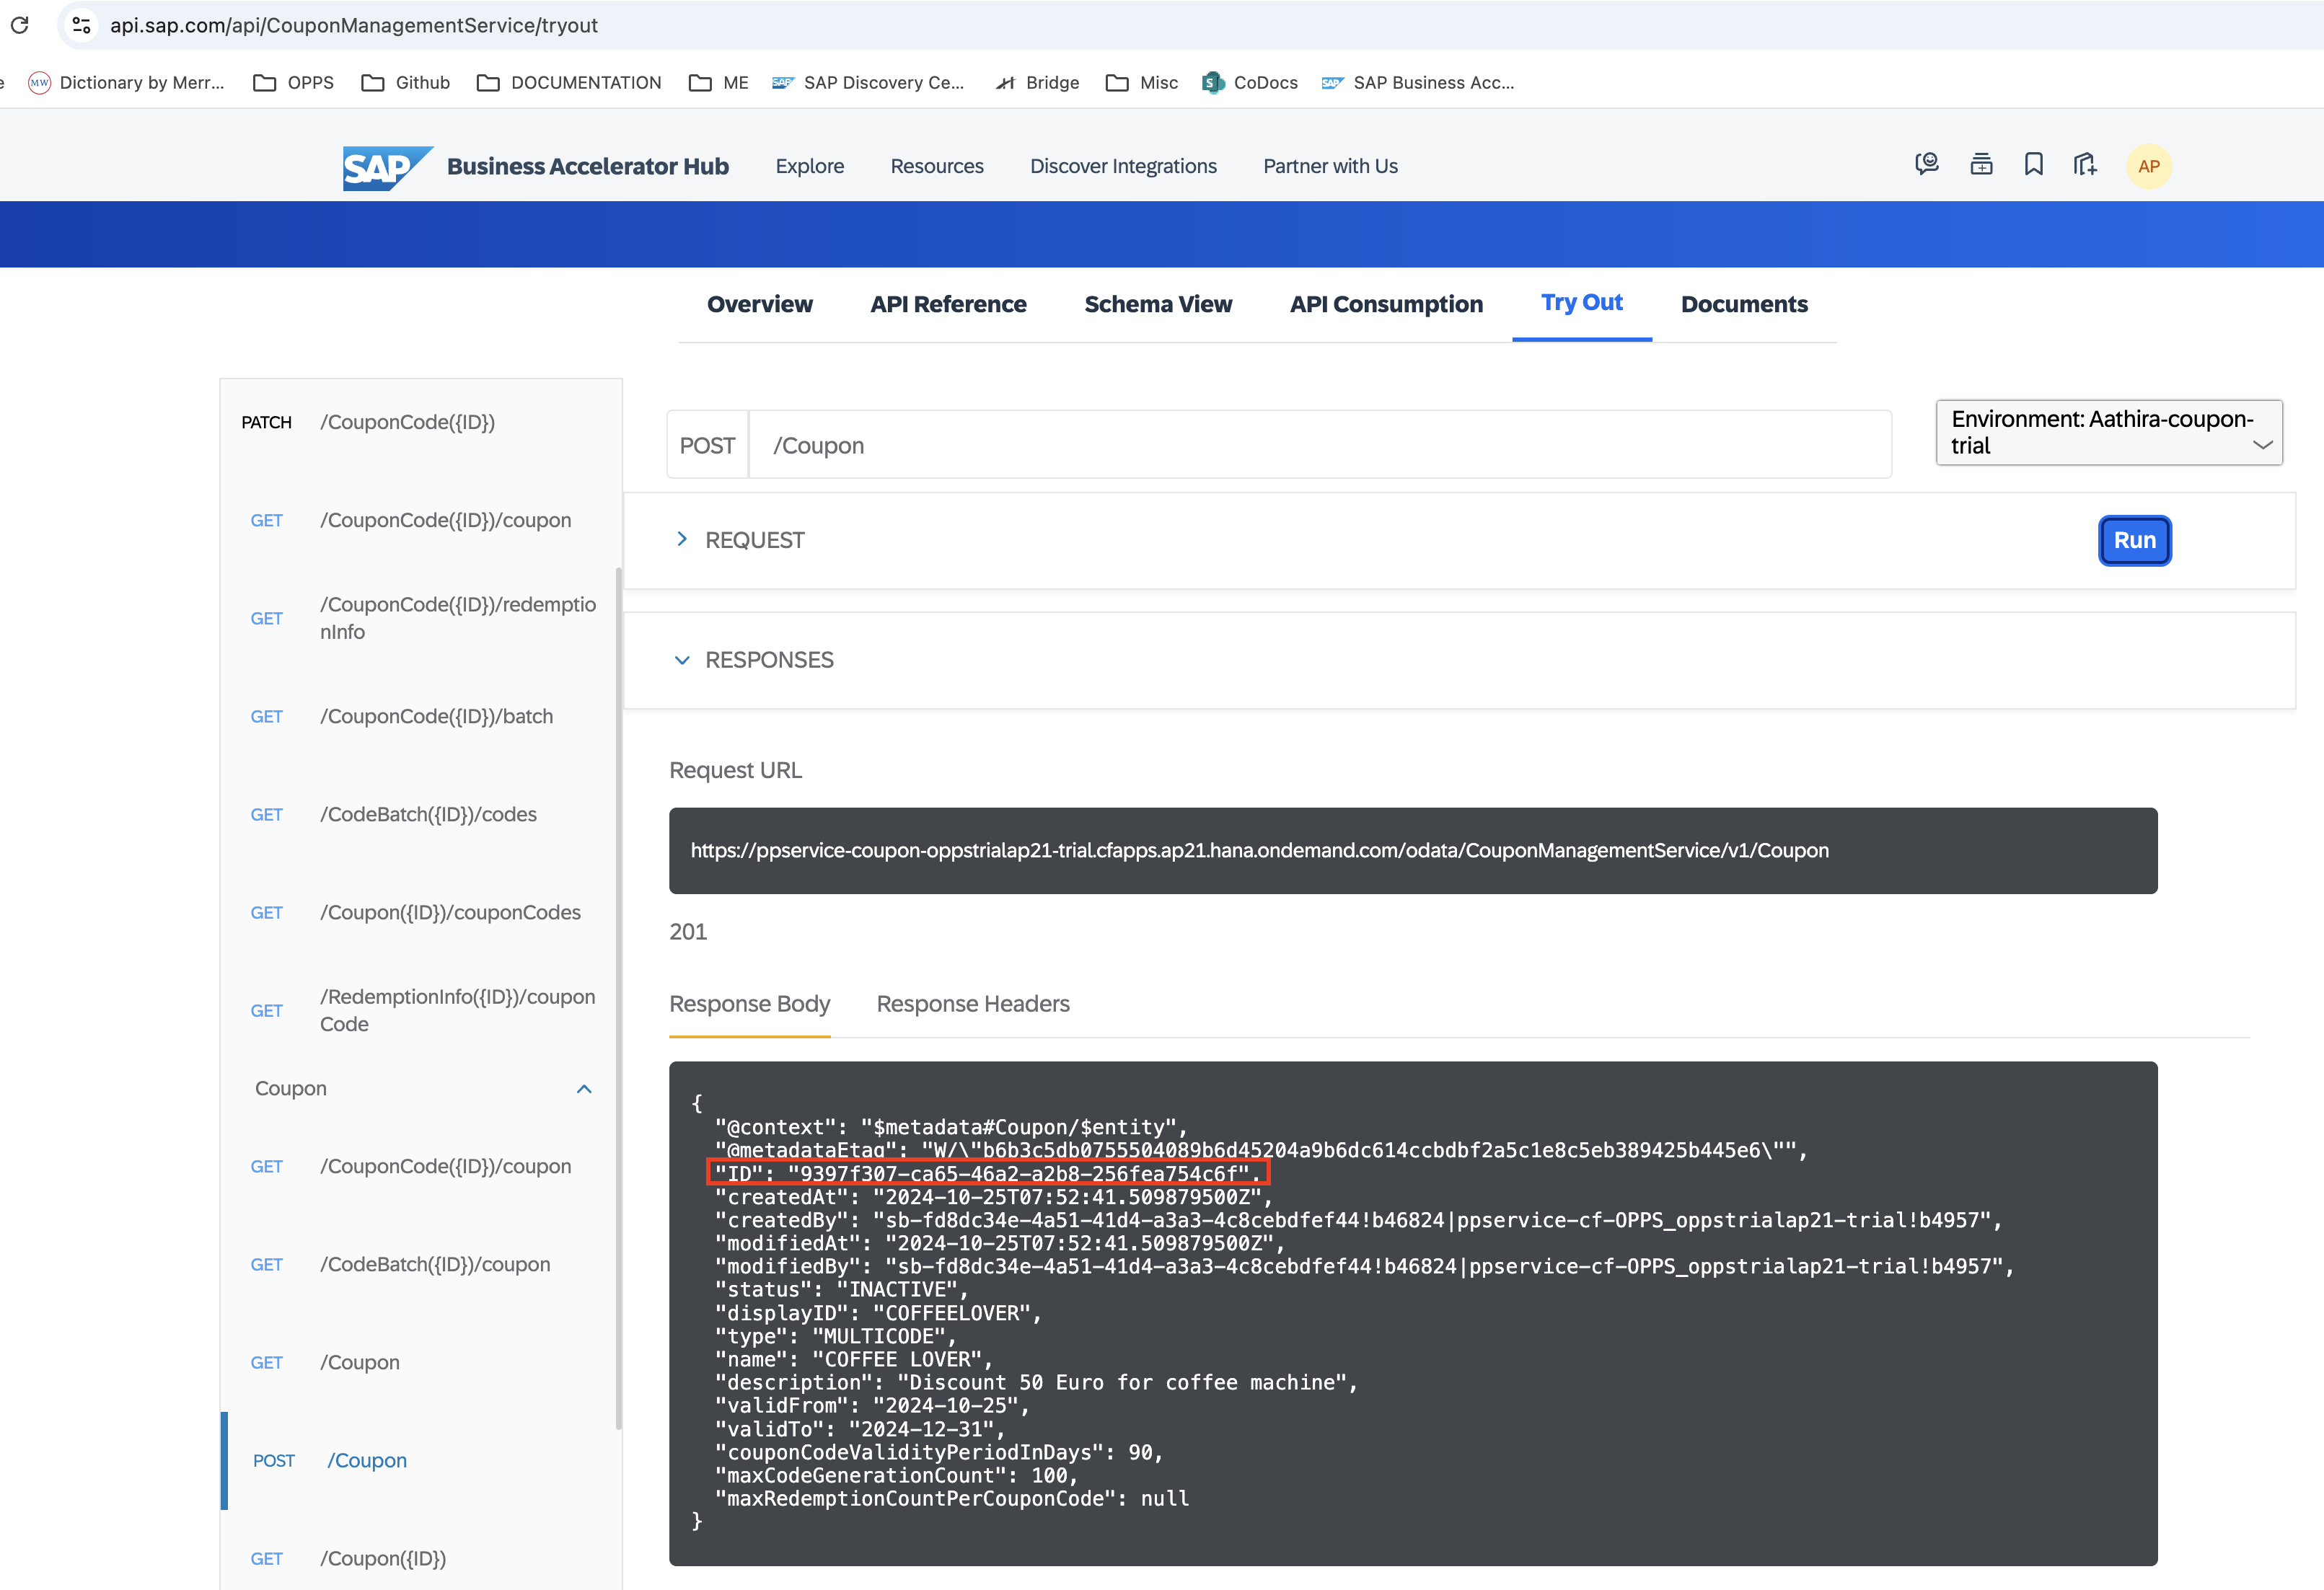 api.sap.com/api/CouponManagementService/tryout
e
MW Dictionary by Merr... OPPS Github DOCUMENTATION ME SAP SAP Discovery Ce... Bridge Misc S CoDocs SAP SAP Business Acc...
SAP Business Accelerator Hub Explore Resources Discover Integrations Partner with Us AP
Overview API Reference Schema View API Consumption Try Out Documents
PATCH /CouponCode({ID})
GET /CouponCode({ID})/coupon
GET /CouponCode({ID})/redemptio
nInfo
GET /CouponCode({ID})/batch
GET /CodeBatch({ID})/codes
GET /Coupon({ID})/couponCodes
GET /RedemptionInfo({ID})/coupon
Code
Coupon
GET /CouponCode({ID})/coupon
GET /CodeBatch({ID})/coupon
GET /Coupon
POST /Coupon
GET /Coupon({ID})
POST /Coupon
Environment: Aathira-coupon-
trial
REQUEST
Run
RESPONSES
Request URL
https://ppservice-coupon-oppstrialap21-trial.cfapps.ap21.hana.ondemand.com/odata/CouponManagementService/v1/Coupon
201
Response Body Response Headers
{
"@context": "$metadata#Coupon/$entity",
"@metadataEtag": "W/\"b6b3c5db0755504089b6d45204a9b6dc614ccbdbf2a5c1e8c5eb389425b445e6\"",
"ID": "9397f307-ca65-46a2-a2b8-256fea754c6f",
"createdAt": "2024-10-25T07:52:41.509879500Z",
"createdBy": "sb-fd8dc34e-4a51-41d4-a3a3-4c8cebdfef44!b46824|ppservice-cf-OPPS_oppstrialap21-trial!b4957",
"modifiedAt": "2024-10-25T07:52:41.509879500Z",
"modifiedBy": "sb-fd8dc34e-4a51-41d4-a3a3-4c8cebdfef44!b46824|ppservice-cf-OPPS_oppstrialap21-trial!b4957",
"status": "INACTIVE",
"displayID": "COFFEELOVER",
"type": "MULTICODE",
"name": "COFFEE LOVER",
"description": "Discount 50 Euro for coffee machine",
"validFrom": "2024-10-25",
"validTo": "2024-12-31",
"couponCodeValidityPeriodInDays": 90,
"maxCodeGenerationCount": 100,
"maxRedemptionCountPerCouponCode": null
}